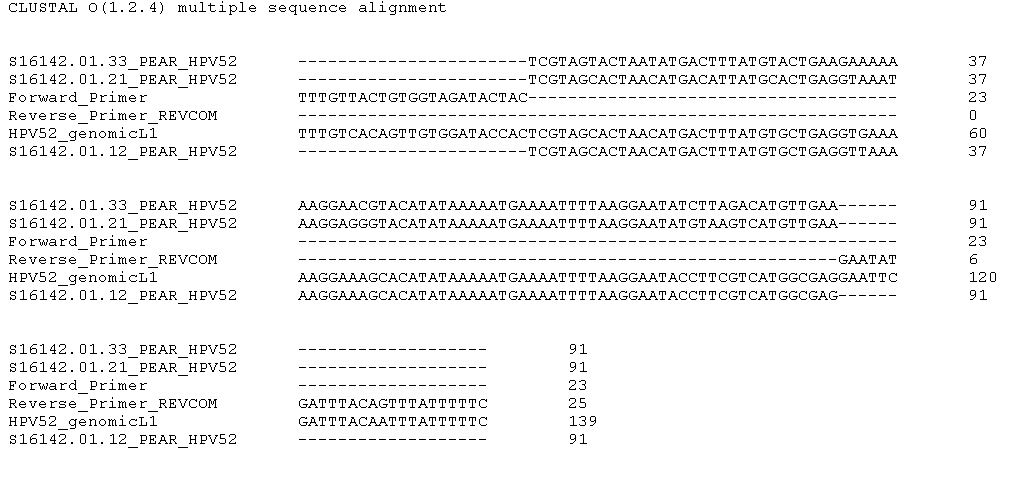 CLUSTAL O(1.2.4) multiple sequence alignment
S16142.01.33_PEAR_HPV52 -----------------------TCGTAGTACTAATATGACTTTATGTACTGAAGAAAAA 37
S16142.01.21_PEAR_HPV52 -----------------------TCGTAGCACTAACATGACATTATGCACTGAGGTAAAT 37
Forward_Primer TTTGTTACTGTGGTAGATACTAC------------------------------------- 23
Reverse_Primer_REVCOM ------------------------------------------------------------ 0
HPV52_genomicL1 TTTGTCACAGTTGTGGATACCACTCGTAGCACTAACATGACTTTATGTGCTGAGGTGAAA 60
S16142.01.12_PEAR_HPV52 -----------------------TCGTAGCACTAACATGACTTTATGTGCTGAGGTTAAA 37
S16142.01.33_PEAR_HPV52 AAGGAACGTACATATAAAAATGAAAATTTTAAGGAATATCTTAGACATGTTGAA------ 91
S16142.01.21_PEAR_HPV52 AAGGAGGGTACATATAAAAATGAAAATTTTAAGGAATATGTAAGTCATGTTGAA------ 91
Forward_Primer ------------------------------------------------------------ 23
Reverse_Primer_REVCOM ------------------------------------------------------GAATAT 6
HPV52_genomicL1 AAGGAAAGCACATATAAAAATGAAAATTTTAAGGAATACCTTCGTCATGGCGAGGAATTC 120
S16142.01.12_PEAR_HPV52 AAGGAAAGCACATATAAAAATGAAAATTTTAAGGAATACCTTCGTCATGGCGAG------ 91
S16142.01.33_PEAR_HPV52 ------------------- 91
S16142.01.21_PEAR_HPV52 ------------------- 91
Forward_Primer ------------------- 23
Reverse_Primer_REVCOM GATTTACAGTTTATTTTTC 25
HPV52_genomicL1 GATTTACAATTTATTTTTC 139
S16142.01.12_PEAR_HPV52 ------------------- 91